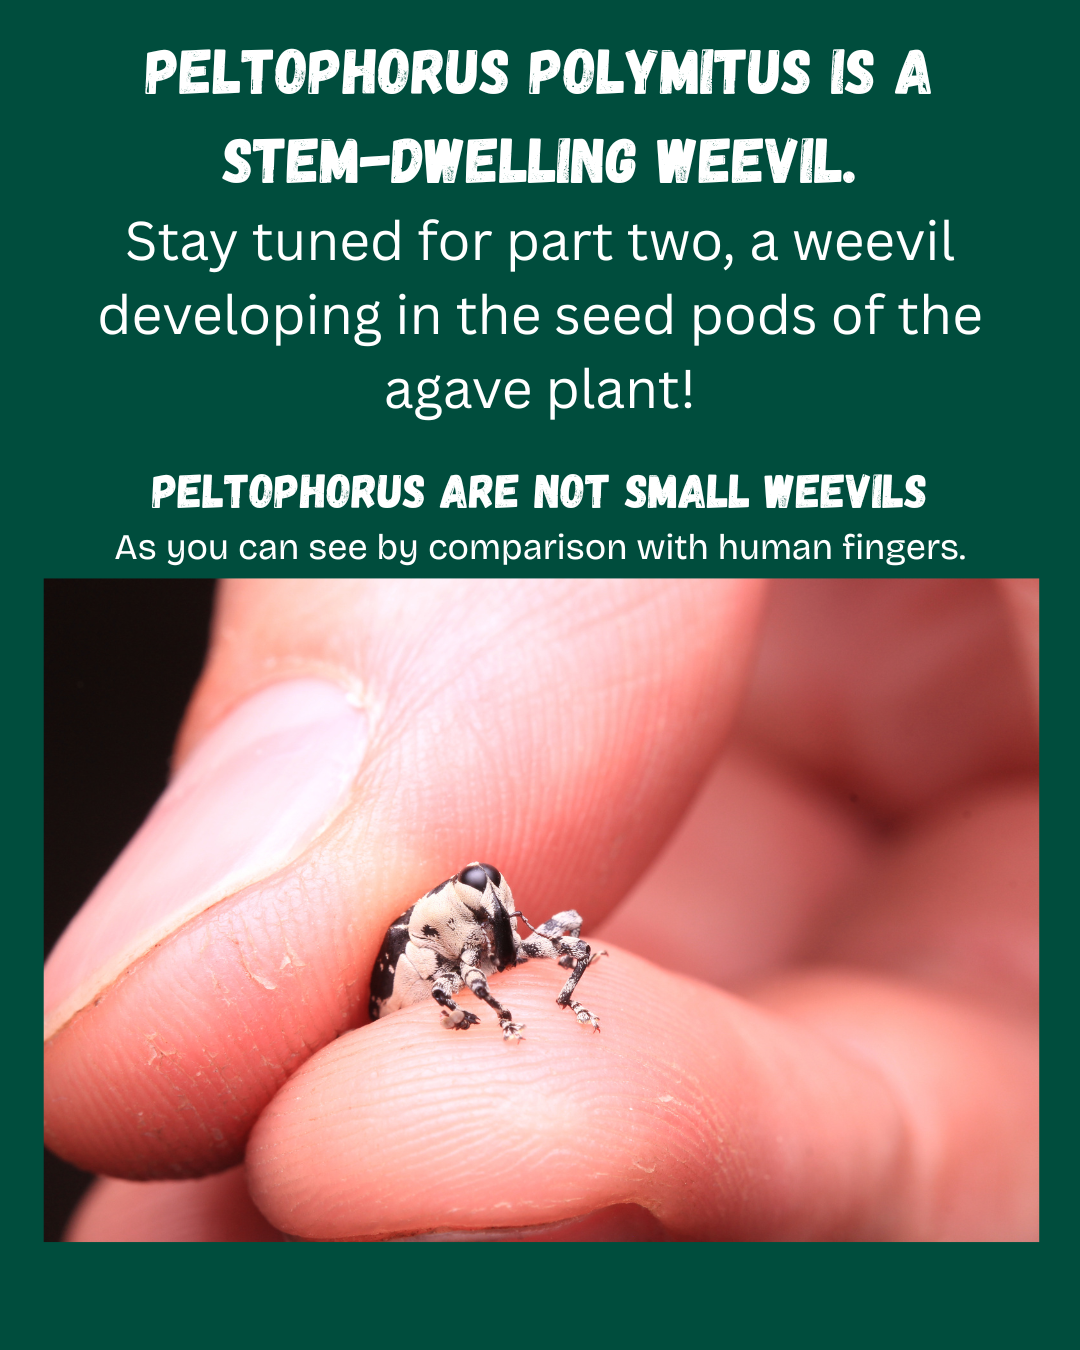 PELTOPHORUS POLYMITUS IS A
STEM-DWELLING WEEVIL.
Stay tuned for part two, a weevil
developing in the seed pods of the
agave plant!
PELTOPHORUS ARE NOT SMALL WEEVILS
As you can see by comparison with human fingers.